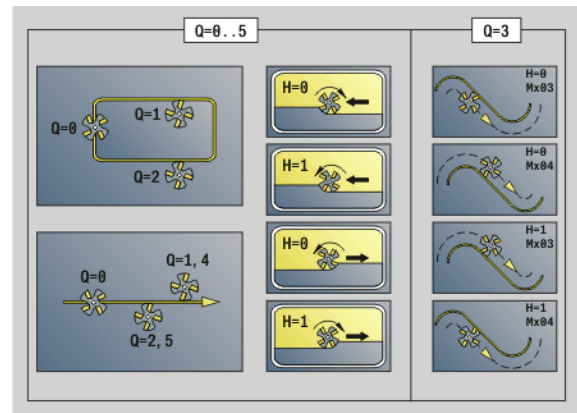 Q=0..5
Q=3
Q=0
Q=1
Q=2
Q=0
Q=1, 4
Q=2, 5
H=0
H=1
H=0
H=1
H=0
Mx03
H=0
Mx04
H=1
Mx03
H=1
Mx04